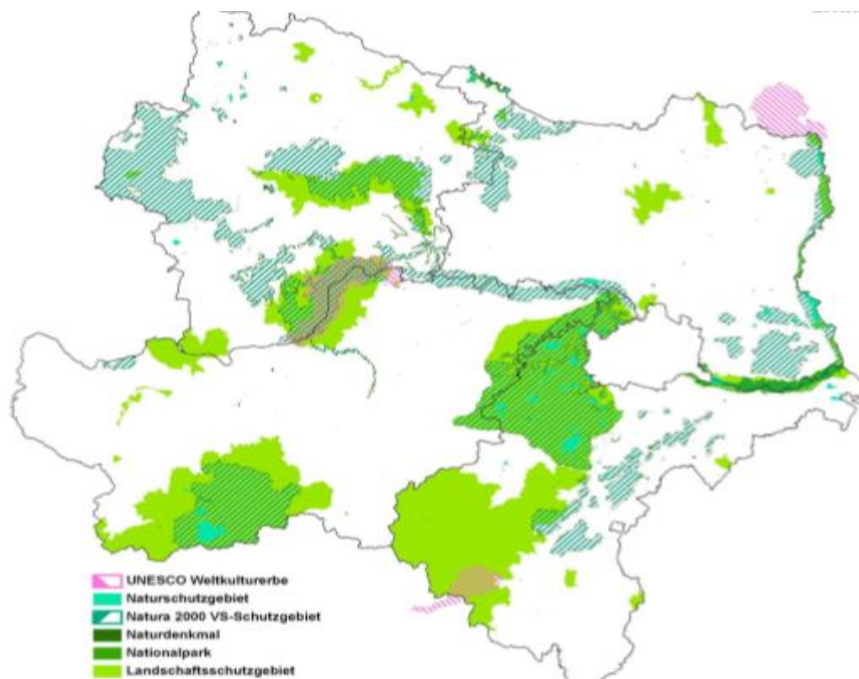 UNESCO Weltkulturerbe
Naturschutzgebiet
Natura 2000 VS-Schutzgebiet
Naturdenkmal
Nationalpark
Landschaftsschutzgebiet